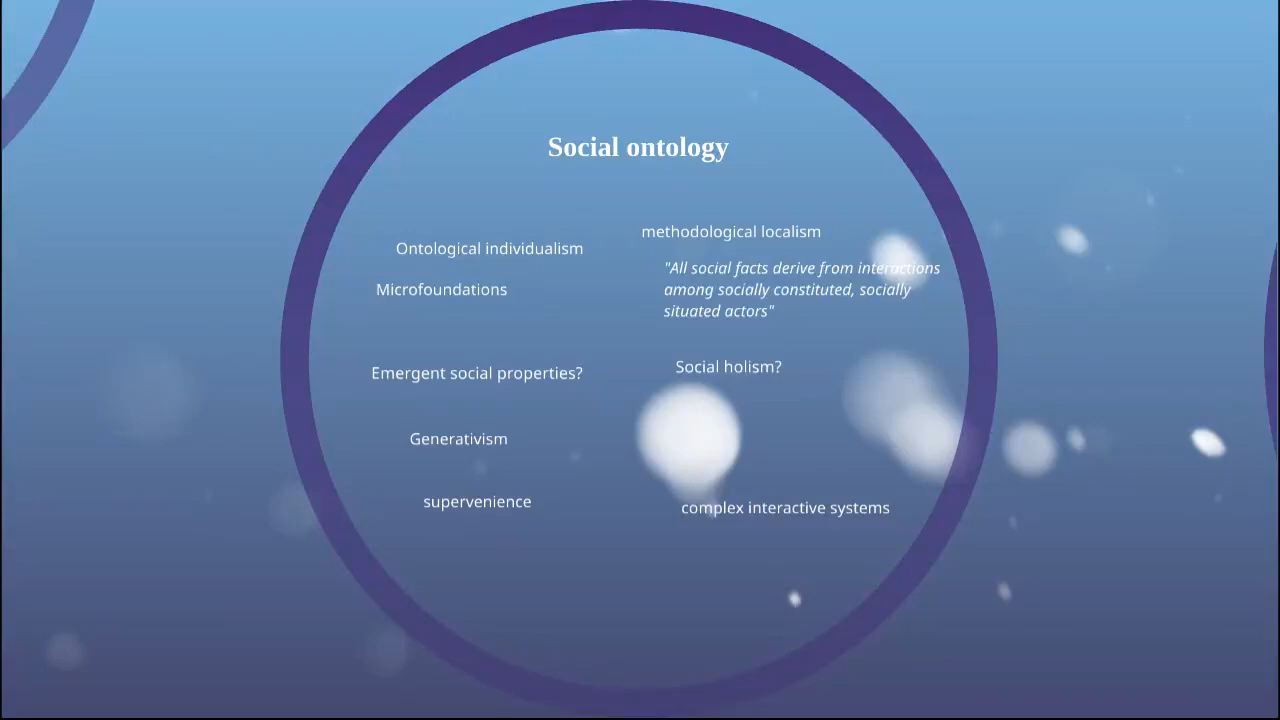 Social ontology
Ontological individualism
Microfoundations
Emergent social properties?
Generativism
supervenience
methodological localism
"All social facts derive from interactions
among socially constituted, socially
situated actors"
Social holism?
complex interactive systems